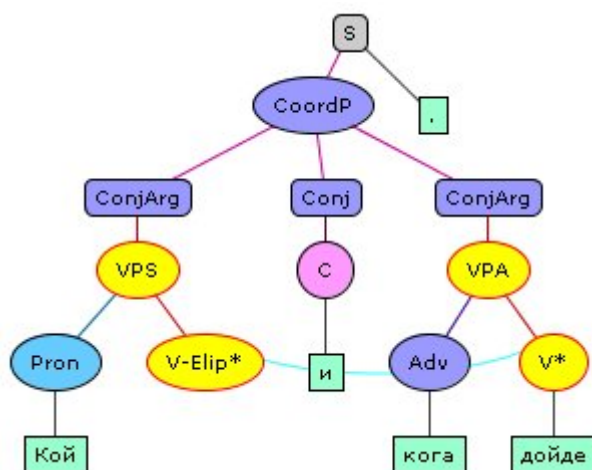 S
CoordP
.
ConjArg Conj ConjArg
VPS C VPA
Pron V-Elip* и Adv V*
Кой кога дойде